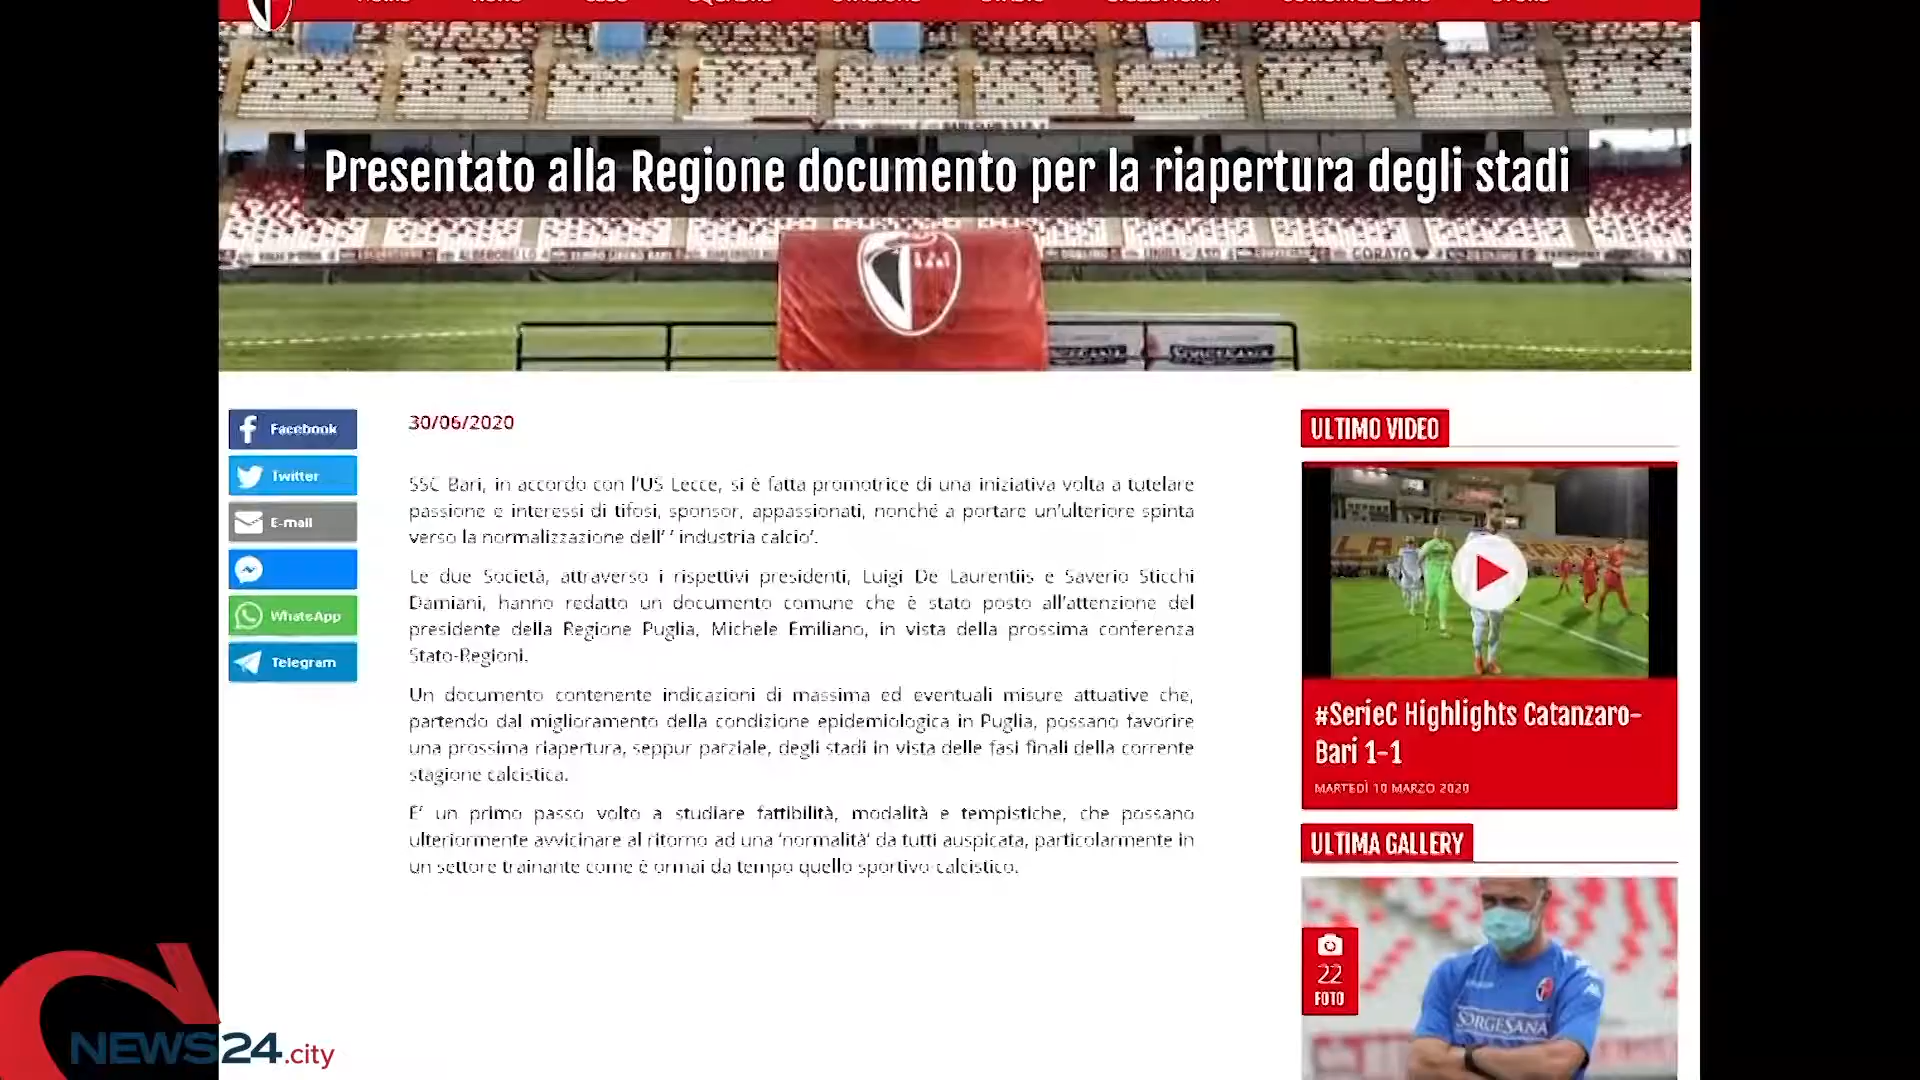 Presentato alla Regione documento per la riapertura degli stadi
Facebook
Twitter
E-mail
WhatsApp
Telegram
30/06/2020
SSC Bari, in accordo con l'US Lecce, si è fatta promotrice di una iniziativa volta a tutelare
passione e interessi di tifosi, sponsor, appassionati, nonché a portare un'ulteriore spinta
verso la normalizzazione dell' ' industria calcio'.
Le due Società, attraverso i rispettivi presidenti, Luigi De Laurentiis e Saverio Sticchi
Damiani, hanno redatto un documento comune che è stato posto all'attenzione del
presidente della Regione Puglia, Michele Emiliano, in vista della prossima conferenza
Stato-Regioni.
Un documento contenente indicazioni di massima ed eventuali misure attuative che,
partendo dal miglioramento della condizione epidemiologica in Puglia, possano favorire
una prossima riapertura, seppur parziale, degli stadi in vista delle fasi finali della corrente
stagione calcistica.
E' un primo passo volto a studiare fattibilità, modalità e tempistiche, che possano
ulteriormente avvicinare al ritorno ad una 'normalità' da tutti auspicata, particolarmente in
un settore trainante come è ormai da tempo quello sportivo-calcistico.
ULTIMO VIDEO
#SerieC Highlights Catanzaro-
Bari 1-1
MARTEDÌ 10 MARZO 2020
ULTIMA GALLERY
22
FOTO
SORGESANA
NEWS24.city